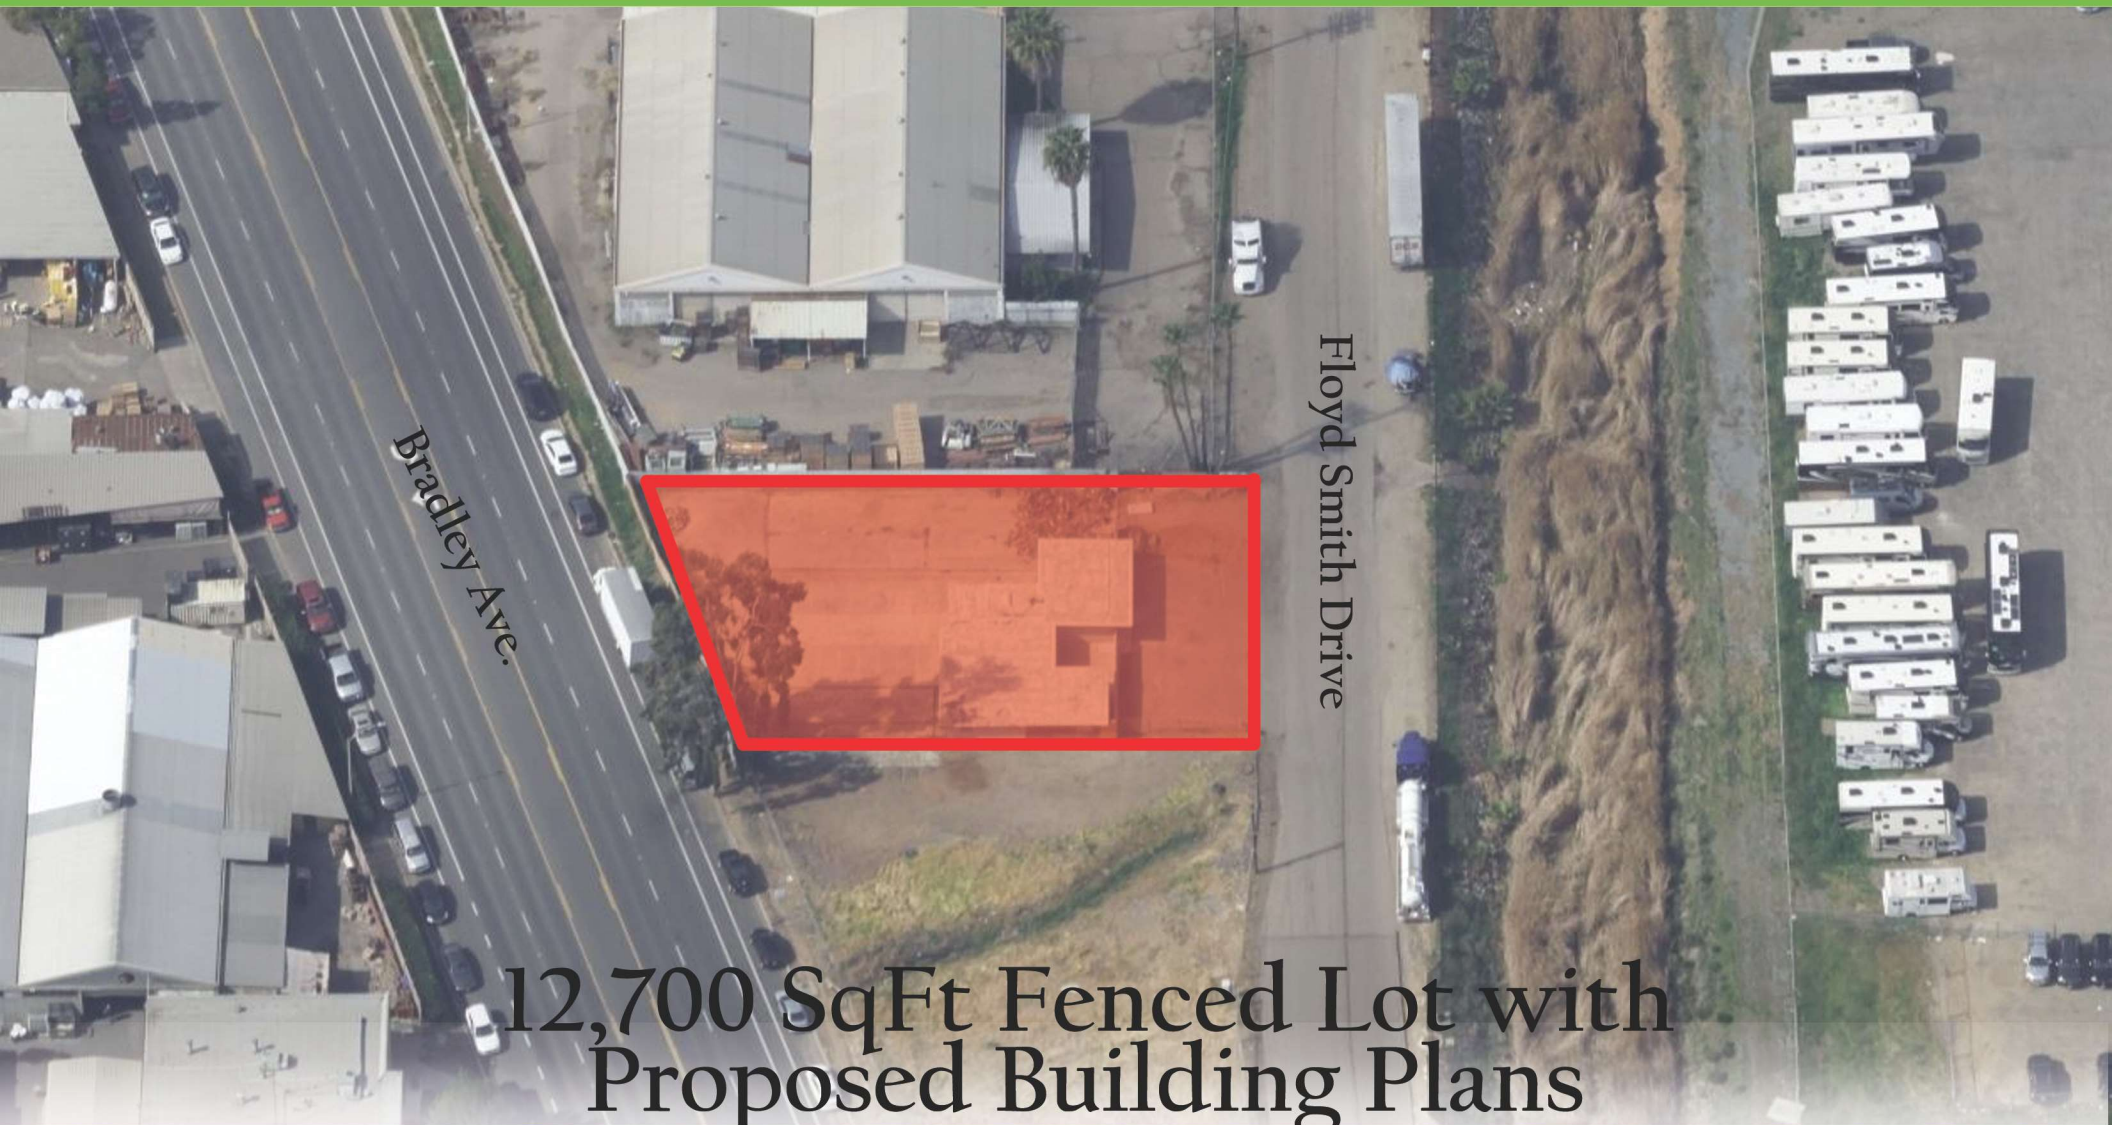 Bradley Ave.
Floyd Smith Drive
12,700 SqFt Fenced Lot with
Proposed Building Plans